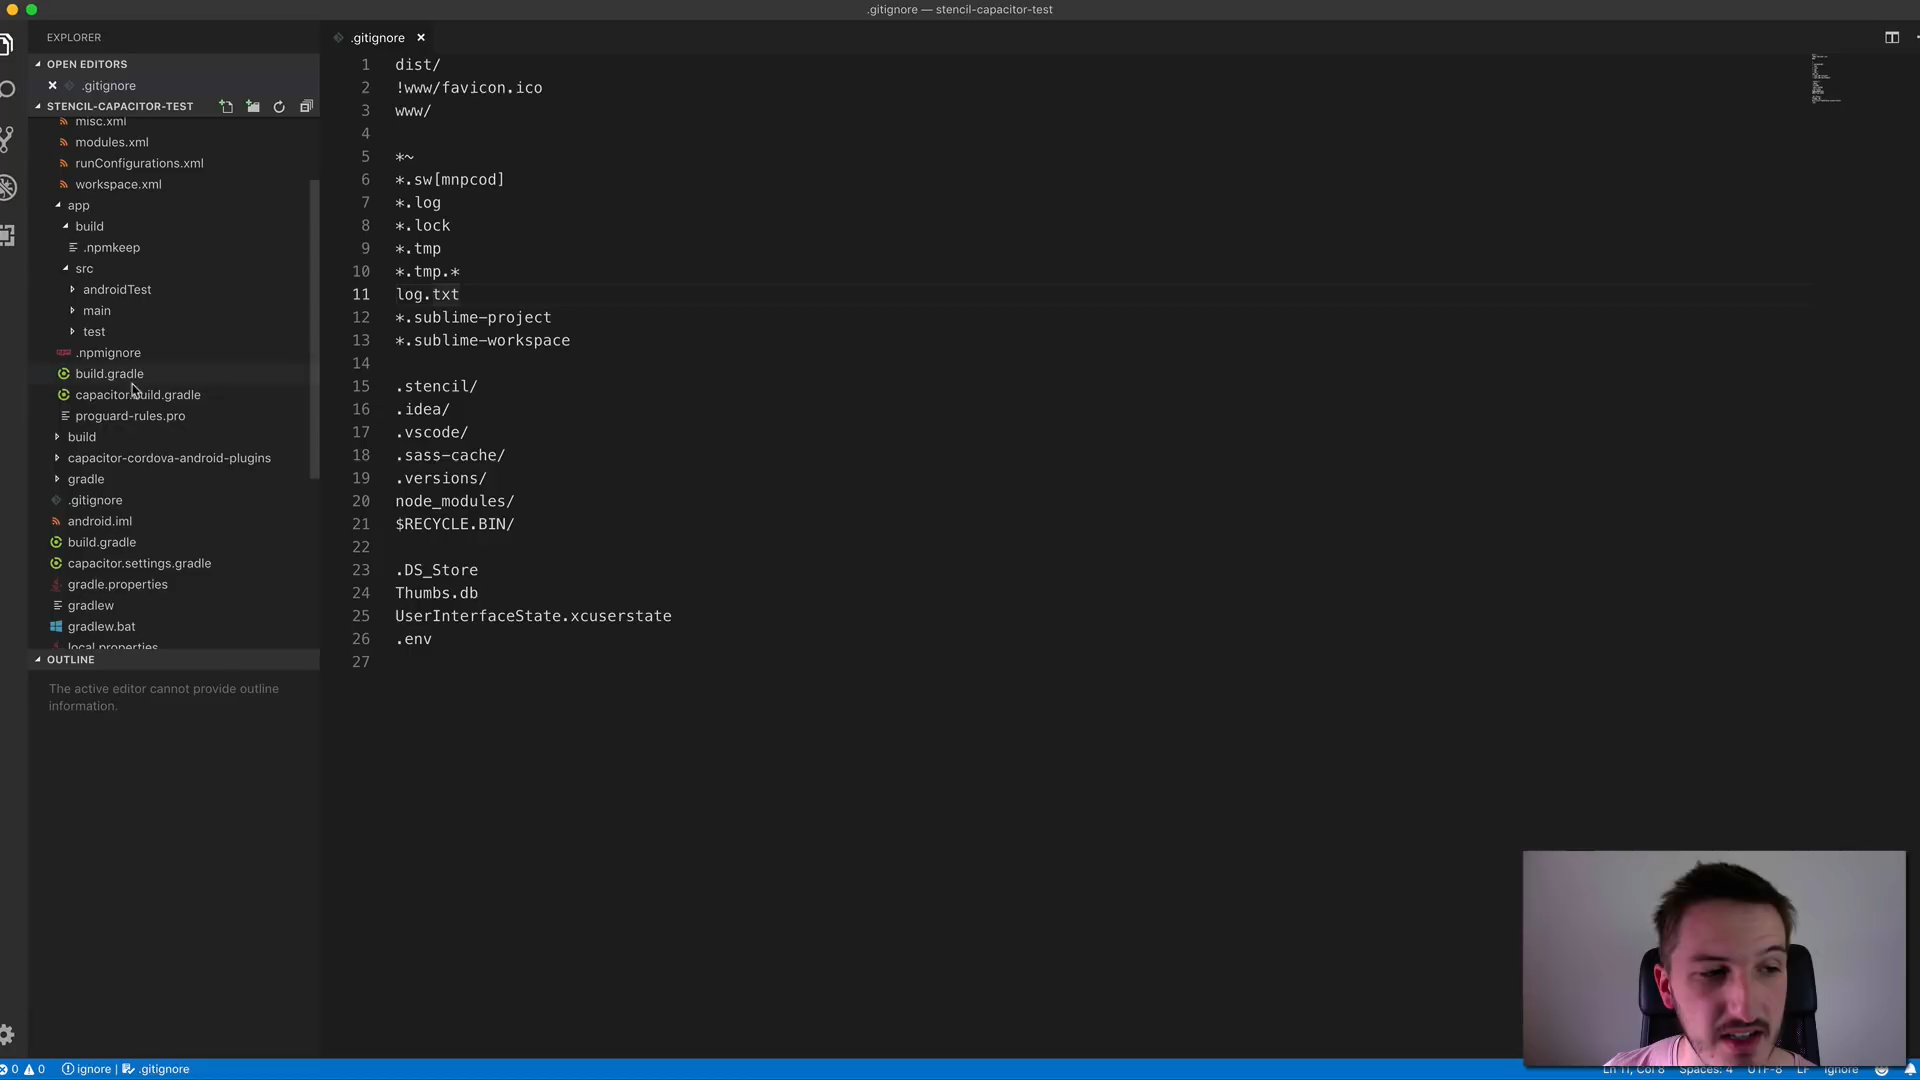 .gitignore — stencil-capacitor-test
EXPLORER
OPEN EDITORS
.gitignore
STENCIL-CAPACITOR-TEST
misc.xml
modules.xml
runConfigurations.xml
workspace.xml
app
build
.npmkeep
src
androidTest
main
test
.npmignore
build.gradle
capacitor.build.gradle
proguard-rules.pro
build
capacitor-cordova-android-plugins
gradle
.gitignore
android.iml
build.gradle
capacitor.settings.gradle
gradle.properties
gradlew
gradlew.bat
local.properties
OUTLINE
The active editor cannot provide outline
information.
.gitignore
1 dist/
2 !www/favicon.ico
3 www/
4
5 *~
6 *.sw[mnpcod]
7 *.log
8 *.lock
9 *.tmp
10 *.tmp.*
11 log.txt
12 *.sublime-project
13 *.sublime-workspace
14
15 .stencil/
16 .idea/
17 .vscode/
18 .sass-cache/
19 .versions/
20 node_modules/
21 $RECYCLE.BIN/
22
23 .DS_Store
24 Thumbs.db
25 UserInterfaceState.xcuserstate
26 .env
27
0 0 ignore | .gitignore
Ln 11, Col 8 Spaces: 4 UTF-8 LF Ignore